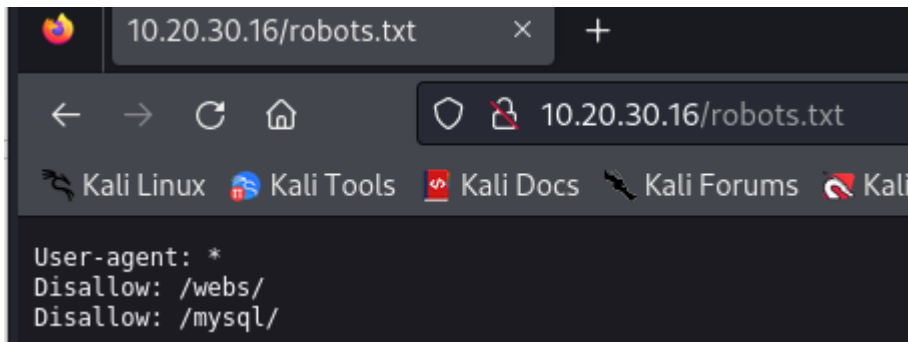 10.20.30.16/robots.txt
10.20.30.16/robots.txt
Kali Linux Kali Tools Kali Docs Kali Forums Kali
User-agent: *
Disallow: /webs/
Disallow: /mysql/